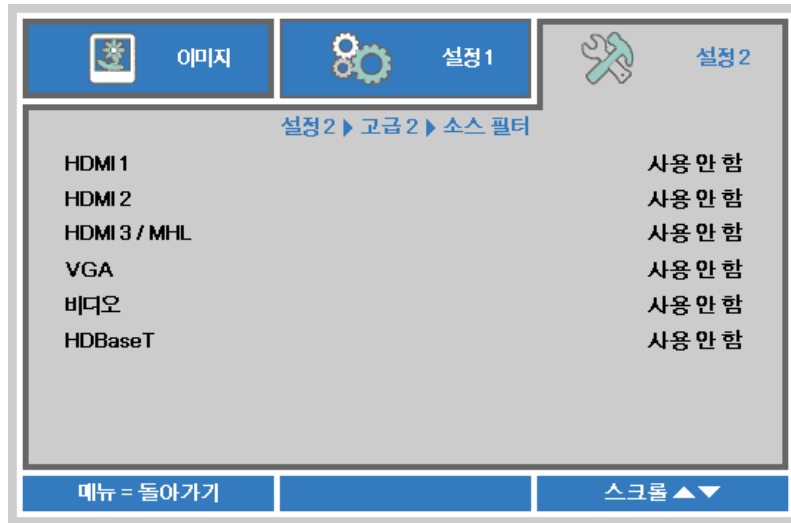 이미지 설정1 설정2
설정2 ▶ 고급2 ▶ 소스 필터
HDMI 1 사용 안 함
HDMI 2 사용 안 함
HDMI 3 / MHL 사용 안 함
VGA 사용 안 함
비디오 사용 안 함
HDBaseT 사용 안 함
메뉴 = 돌아가기 스크롤 ▲▼